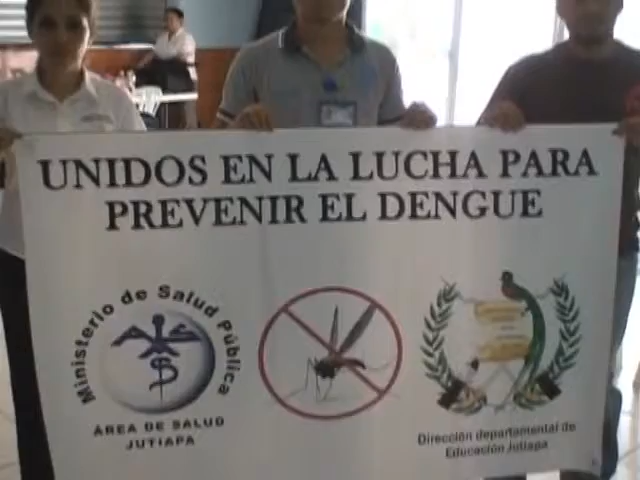 UNIDOS EN LA LUCHA PARA
PREVENIR EL DENGUE
Ministerio de Salud Pública
ÁREA DE SALUD
JUTIAPA
Dirección departamental de
Educación Jutiapa